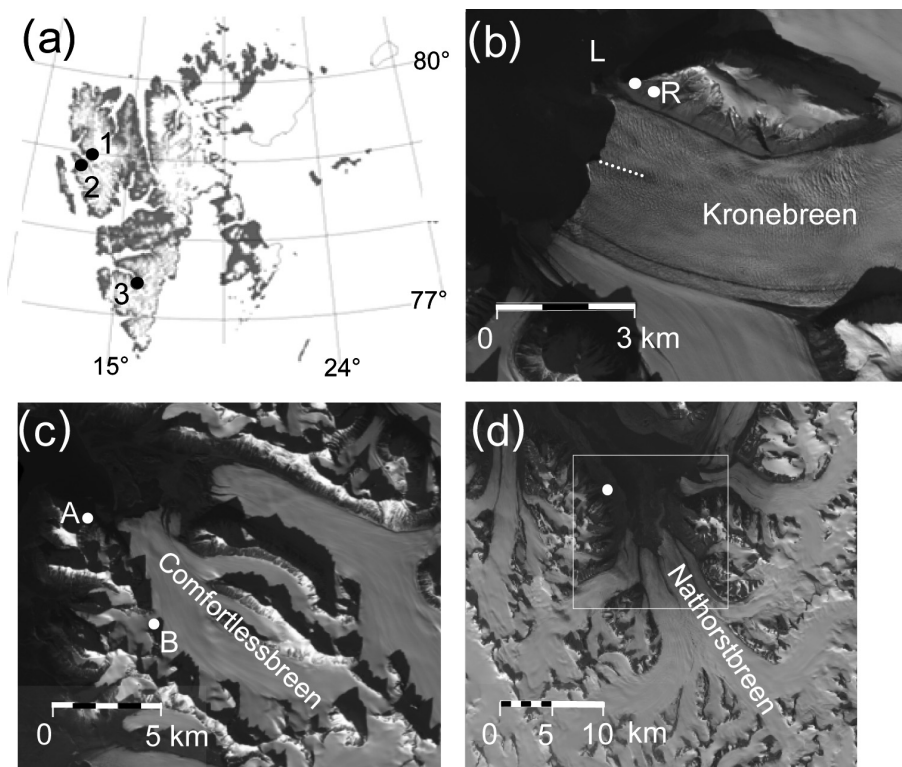 (a)
80°
1
2
3
77°
15°
24°
(b)
L
R
Kronebreen
0 3 km
(c)
A
B
Comfortlessbreen
0 5 km
(d)
Nathorstbreen
0 5 10 km